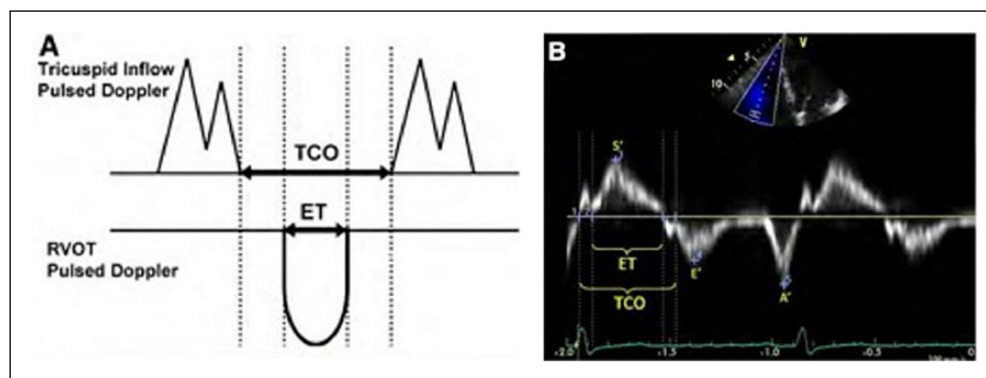 A
Tricuspid Inflow
Pulsed Doppler
TCO
ET
RVOT
Pulsed Doppler
B
V
5
10
S'
ET
E'
A'
TCO
-2.0
-1.5
-1.0
-0.5
0